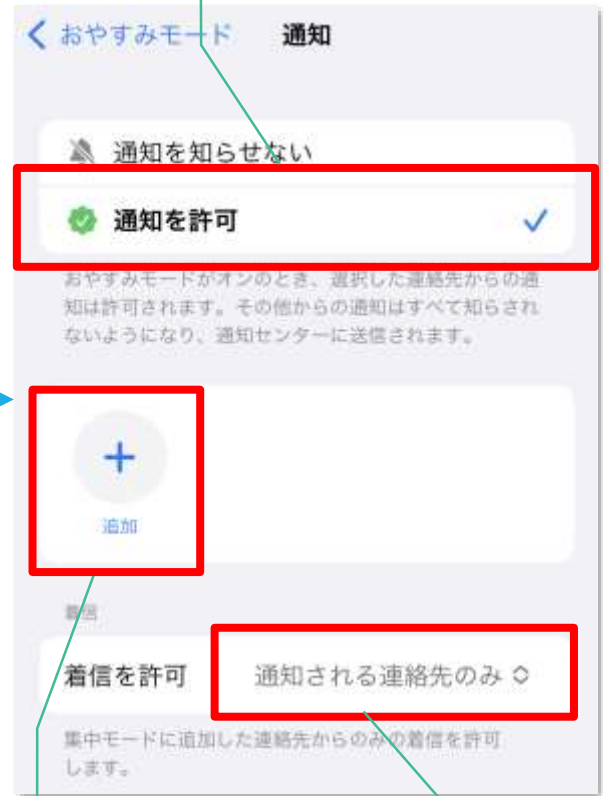 おやすみモード 通知
通知を知らせない
通知を許可
おやすみモードがオンのとき、選択した連絡先からの通
知は許可されます。その他からの通知はすべて知らされ
ないようになり、通知センターに送信されます。
追加
着信
着信を許可 通知される連絡先のみ
集中モードに追加した連絡先からのみの着信を許可
します。